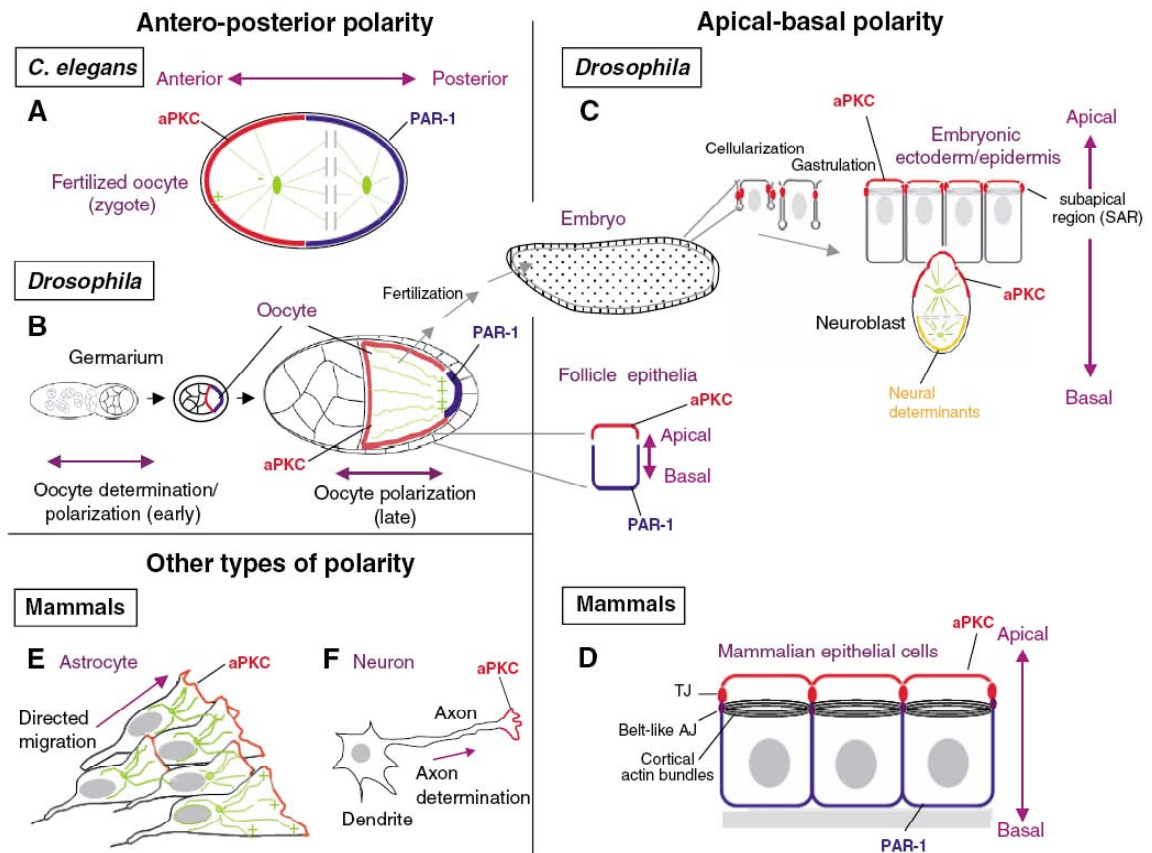 Antero-posterior polarity
C. elegans
Anterior
Posterior
A
aPKC
PAR-1
Fertilized oocyte
(zygote)
-
+
Drosophila
B
Oocyte
Fertilization
PAR-1
Germarium
+
+
+
+
aPKC
Oocyte determination/
polarization (early)
Oocyte polarization
(late)
Apical-basal polarity
Drosophila
C
aPKC
Apical
Embryonic
ectoderm/epidermis
Cellularization
Gastrulation
subapical
region (SAR)
Embryo
aPKC
Neuroblast
Neural
determinants
Basal
Follicle epithelia
aPKC
Apical
Basal
PAR-1
Other types of polarity
Mammals
E Astrocyte
aPKC
Directed
migration
+
+
+
F Neuron
aPKC
Axon
Axon
determination
Dendrite
Mammals
D
aPKC
Apical
Mammalian epithelial cells
TJ
Belt-like AJ
Cortical
actin bundles
PAR-1
Basal